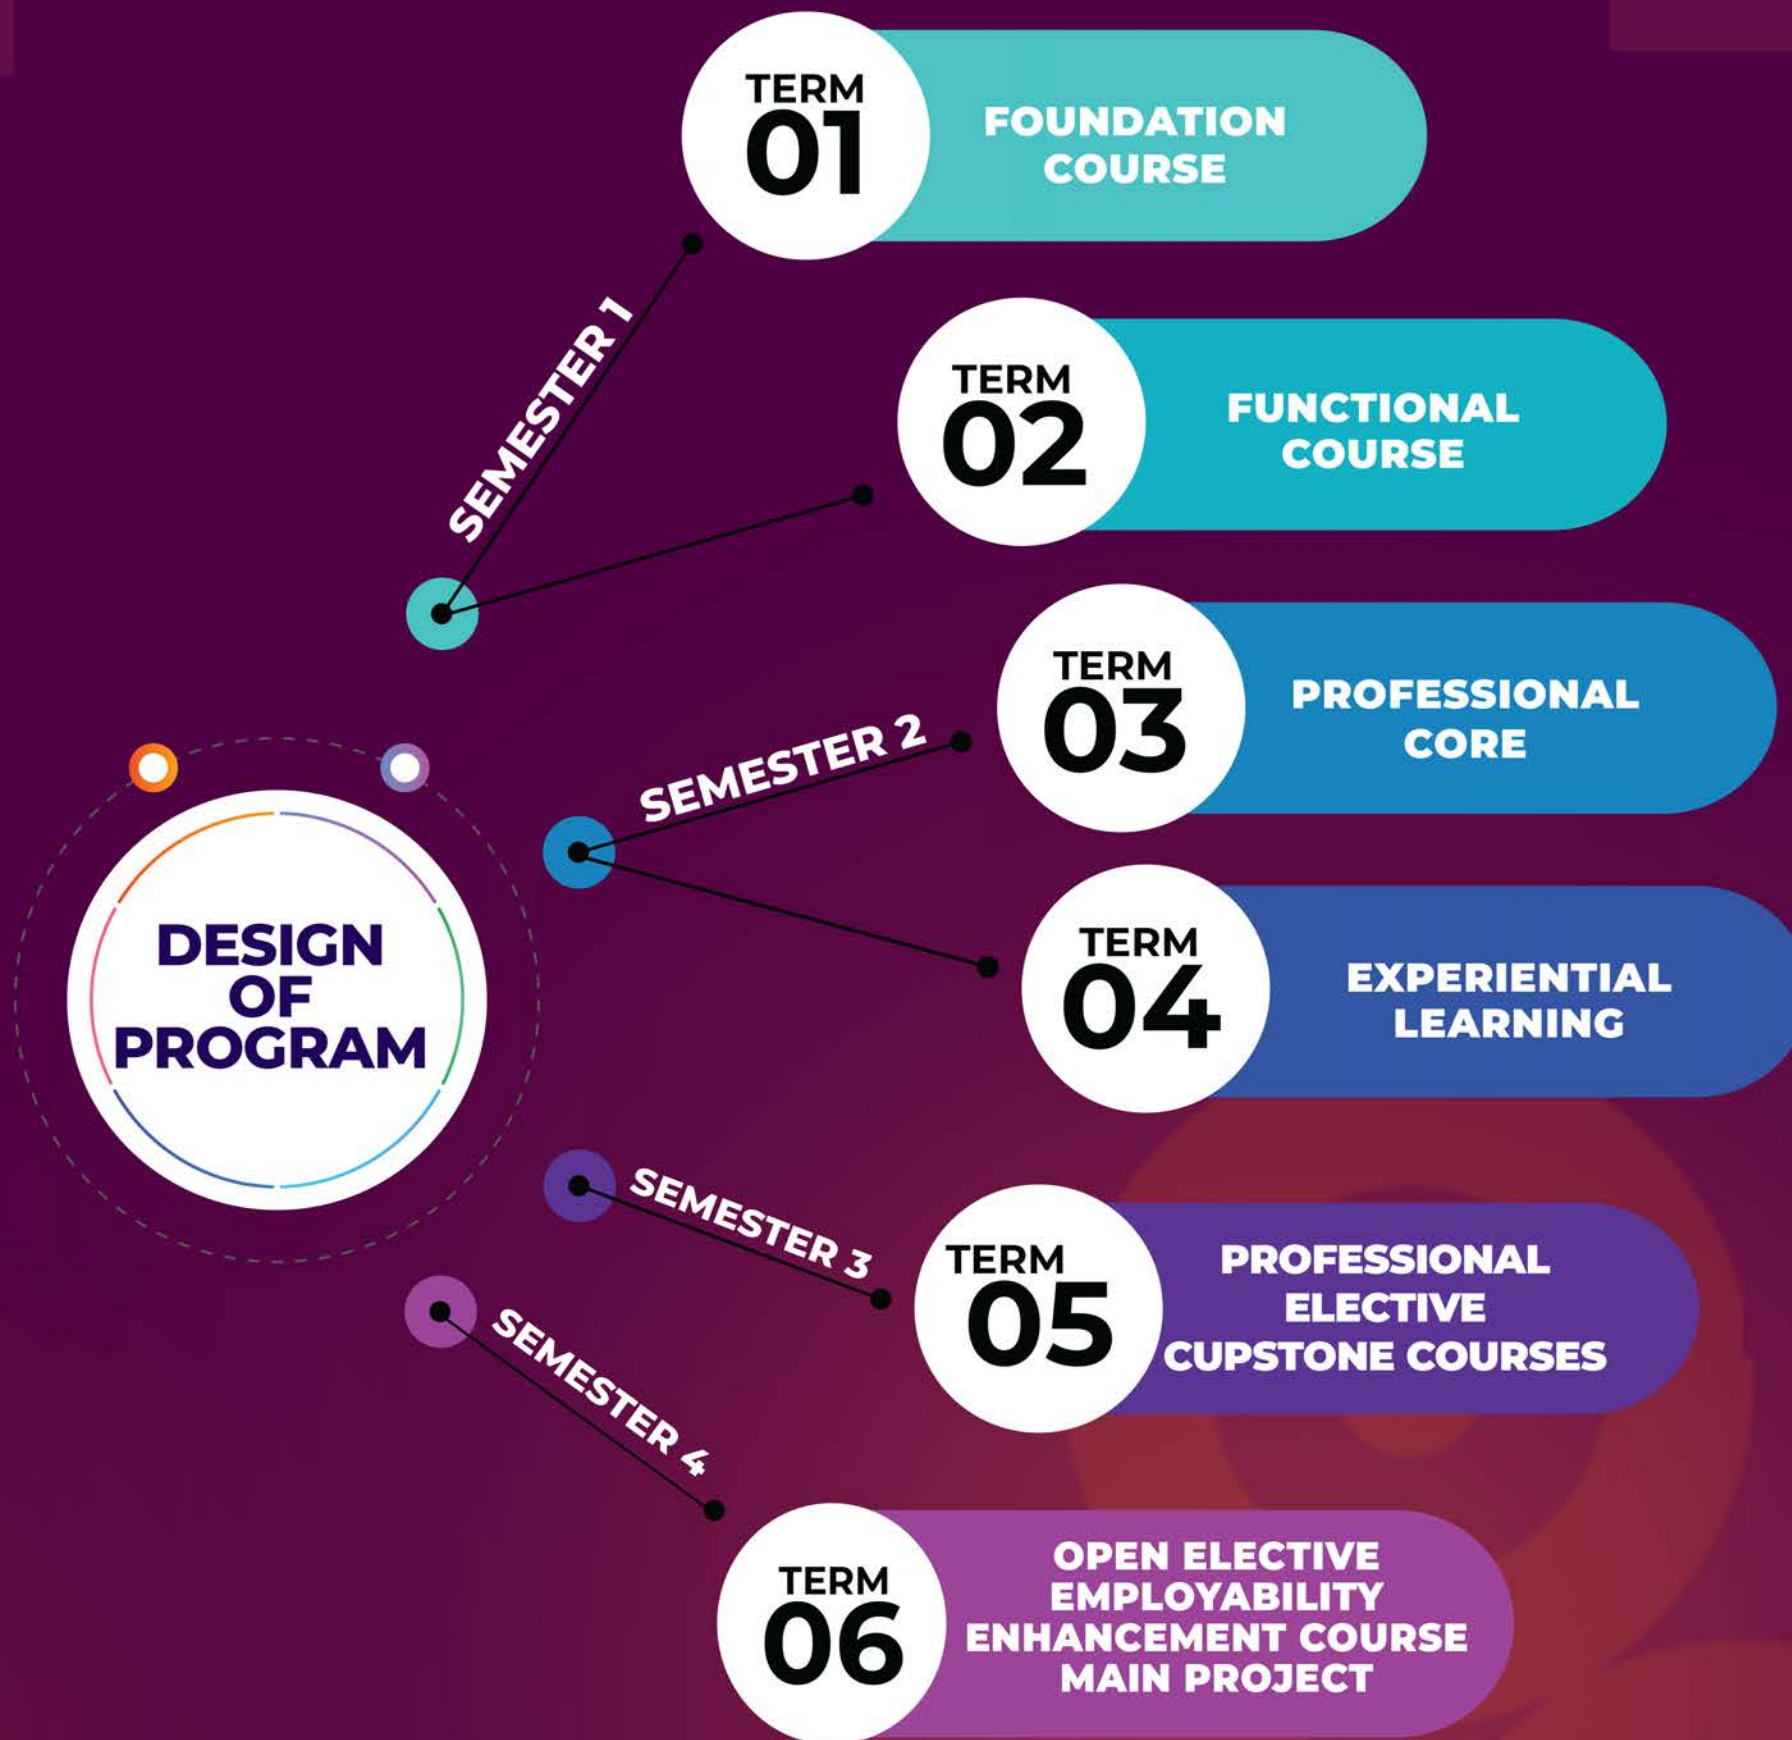 DESIGN
OF
PROGRAM
SEMESTER 1
TERM
01
FOUNDATION
COURSE
TERM
02
FUNCTIONAL
COURSE
SEMESTER 2
TERM
03
PROFESSIONAL
CORE
TERM
04
EXPERIENTIAL
LEARNING
SEMESTER 3
TERM
05
PROFESSIONAL
ELECTIVE
CUPSTONE COURSES
SEMESTER 4
TERM
06
OPEN ELECTIVE
EMPLOYABILITY
ENHANCEMENT COURSE
MAIN PROJECT